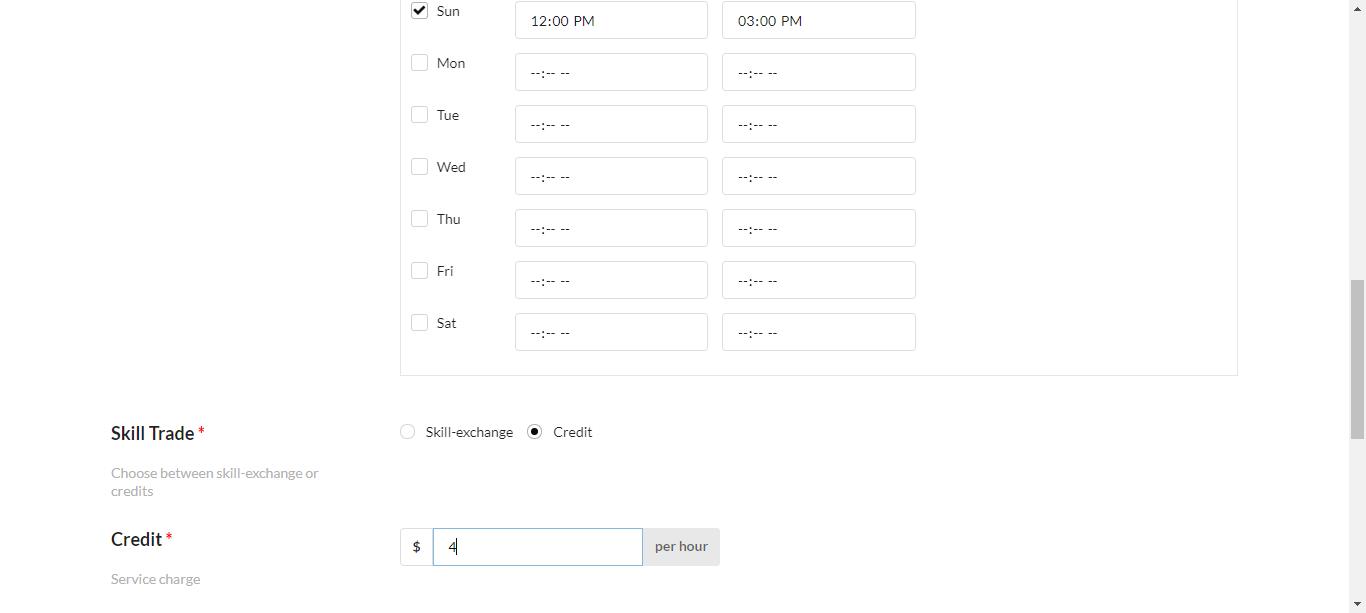 Sun 12:00 PM 03:00 PM
Mon --:-- -- --:-- --
Tue --:-- -- --:-- --
Wed --:-- -- --:-- --
Thu --:-- -- --:-- --
Fri --:-- -- --:-- --
Sat --:-- -- --:-- --
Skill Trade * Skill-exchange Credit
Choose between skill-exchange or
credits
Credit * $ 4 per hour
Service charge